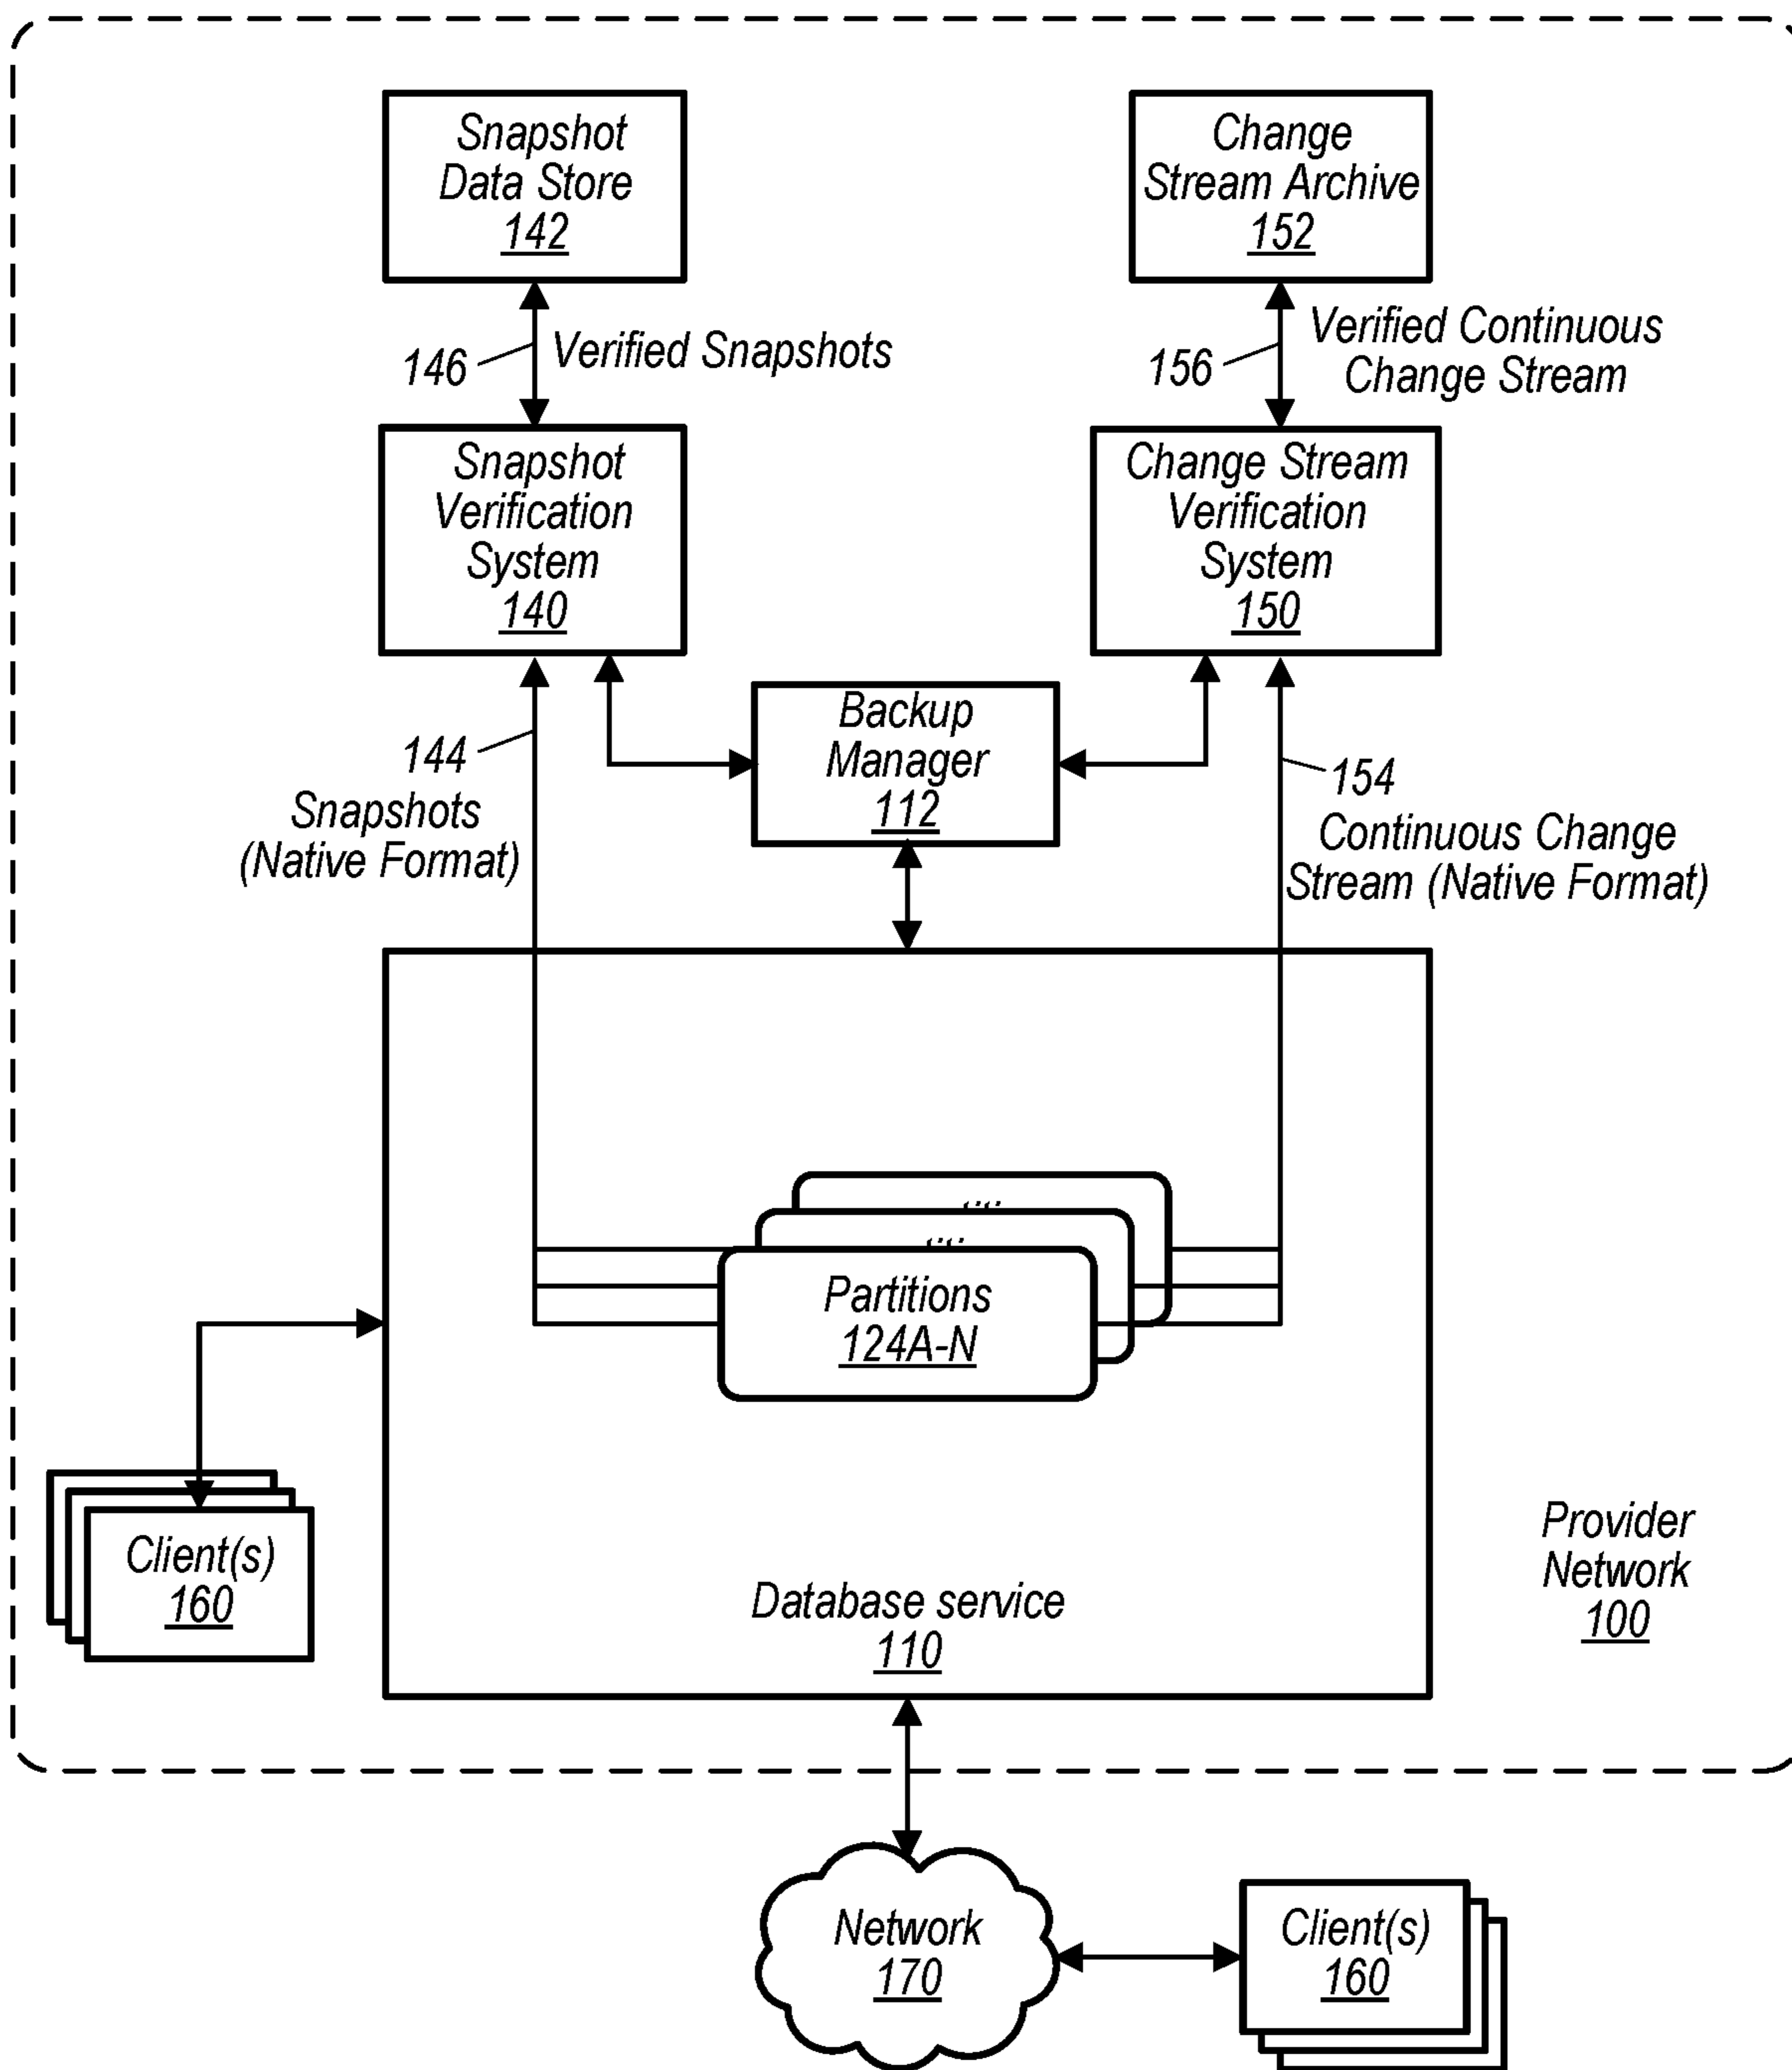 Snapshot
Data Store
142
Change
Stream Archive
152
146
Verified Snapshots
156
Verified Continuous
Change Stream
Snapshot
Verification
System
140
Change Stream
Verification
System
150
Backup
Manager
112
144
Snapshots
(Native Format)
154
Continuous Change
Stream (Native Format)
Partitions
124A-N
Client(s)
160
Database service
110
Provider
Network
100
Network
170
Client(s)
160